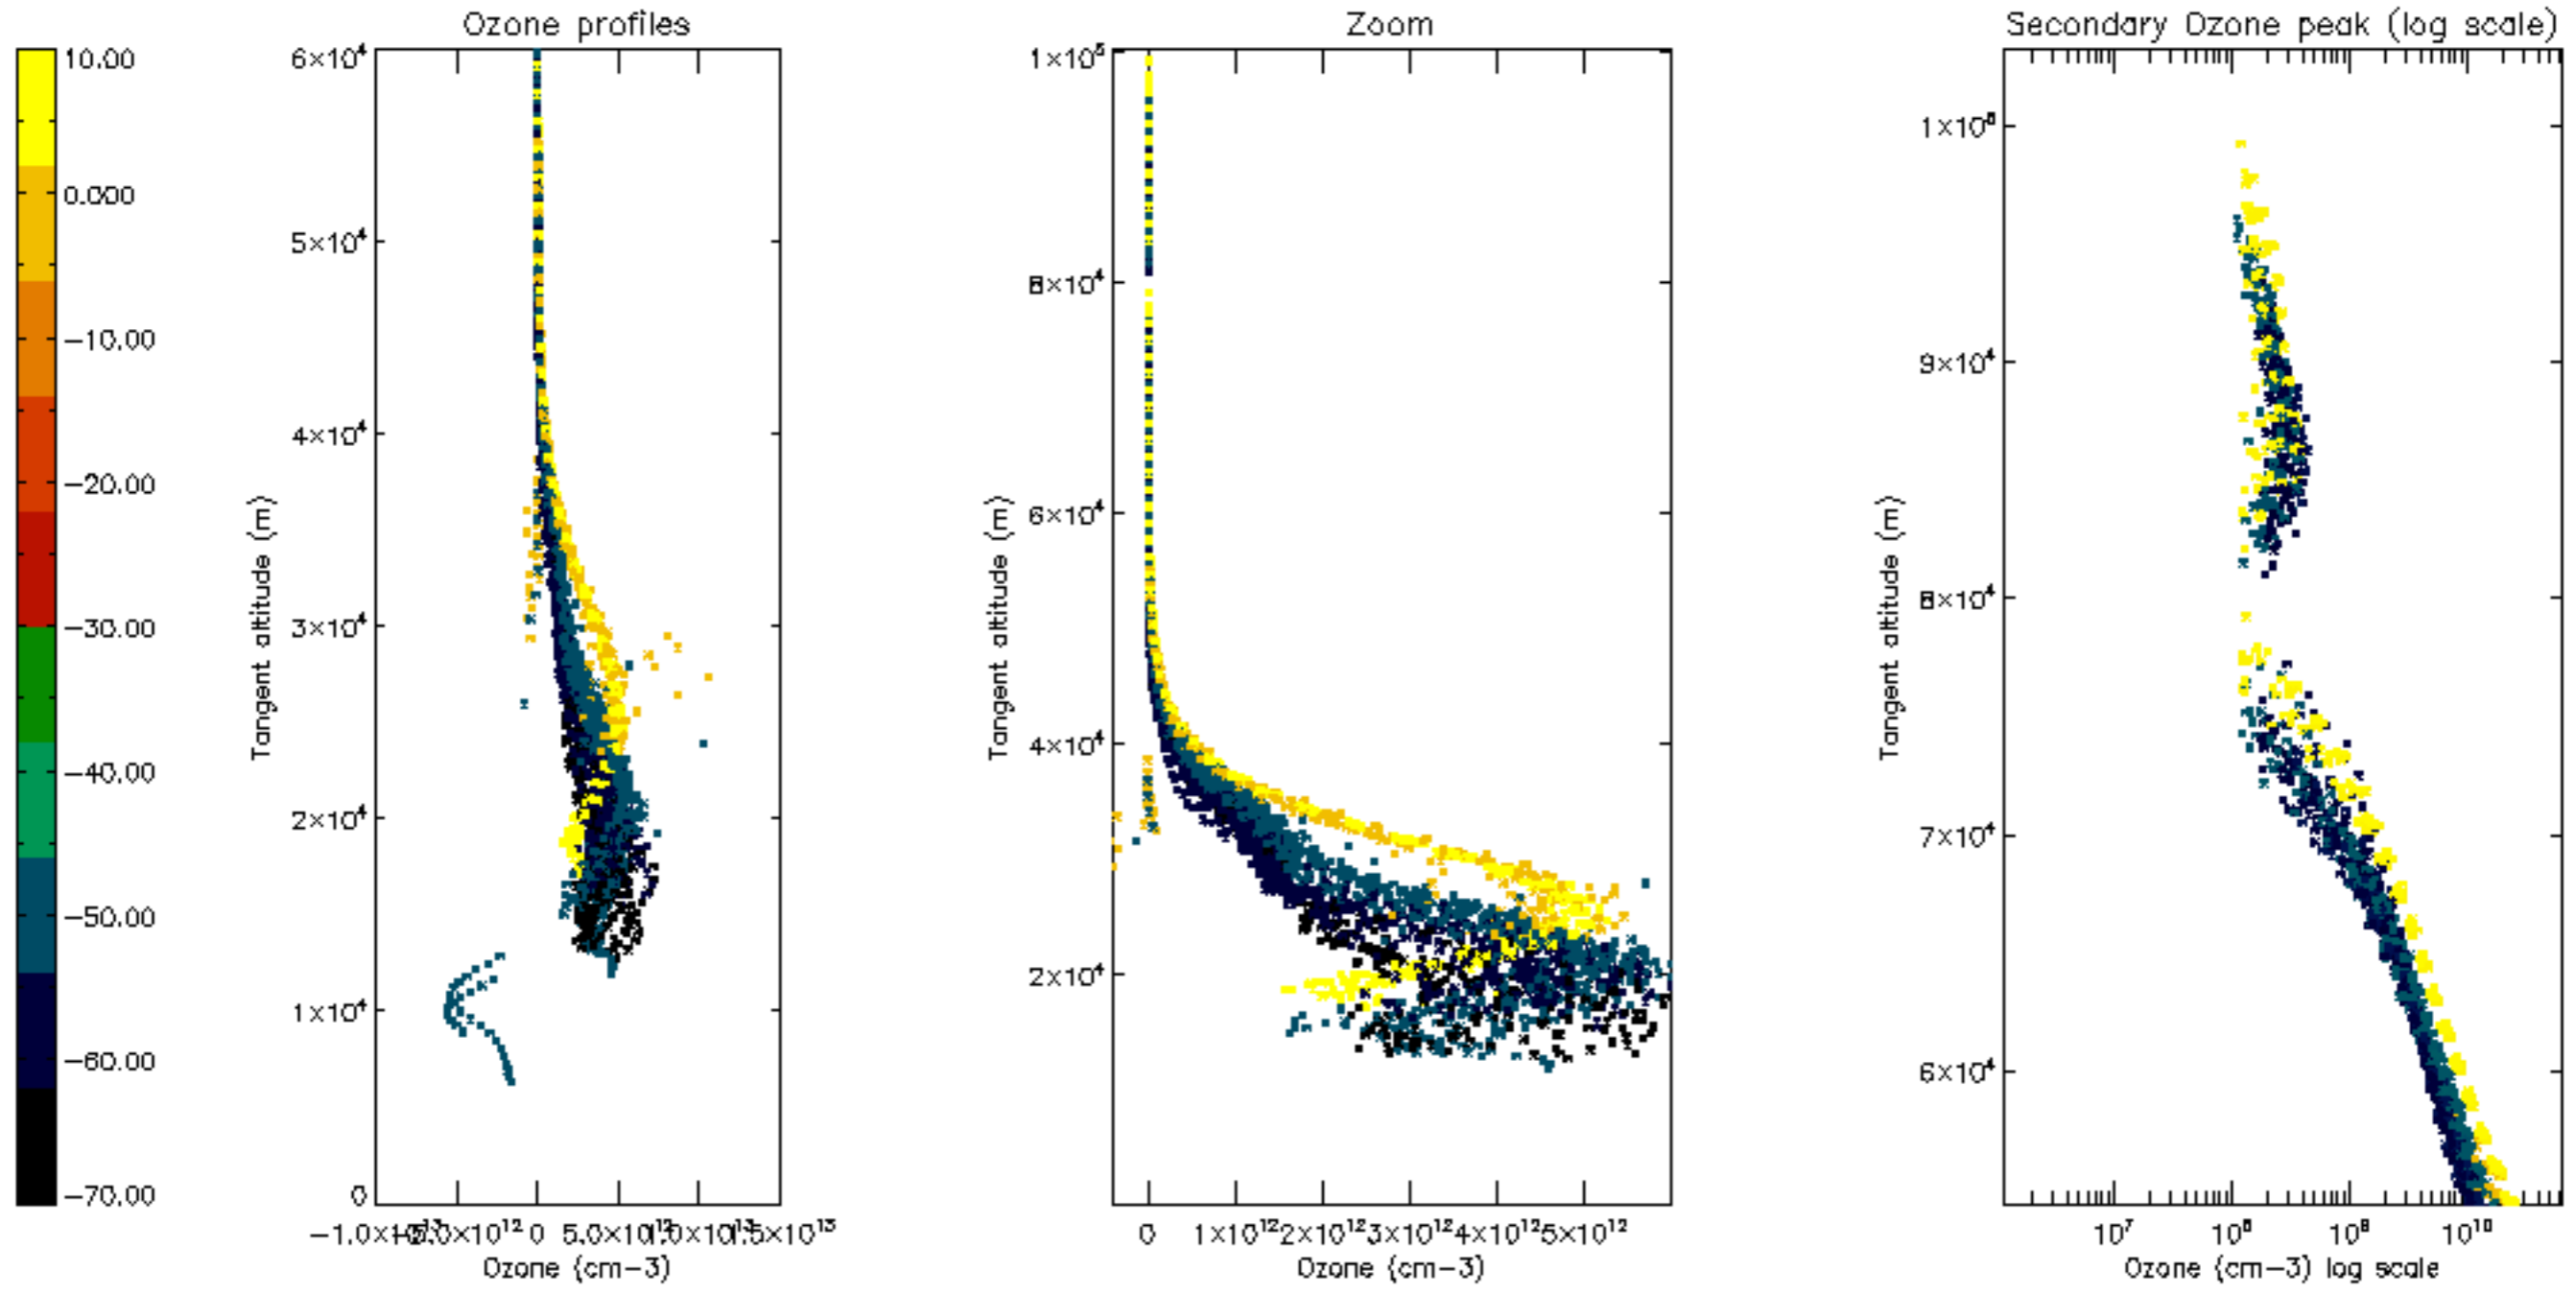 Ozone profiles
Zoom
Secondary Ozone peak (log scale)
10.00
0.00
−10.00
−20.00
−30.00
−40.00
−50.00
−60.00
−70.00
6×10⁴
5×10⁴
4×10⁴
3×10⁴
2×10⁴
1×10⁴
0
Tangent altitude (m)
0
5.0×10¹²
Ozone (cm−3)
1×10⁵
8×10⁴
6×10⁴
4×10⁴
2×10⁴
Tangent altitude (m)
0 1×10¹² 2×10¹² 3×10¹² 4×10¹² 5×10¹²
Ozone (cm−3)
1×10⁵
9×10⁴
8×10⁴
7×10⁴
6×10⁴
Tangent altitude (m)
10⁷ 10⁸ 10⁹ 10¹⁰
Ozone (cm−3) log scale